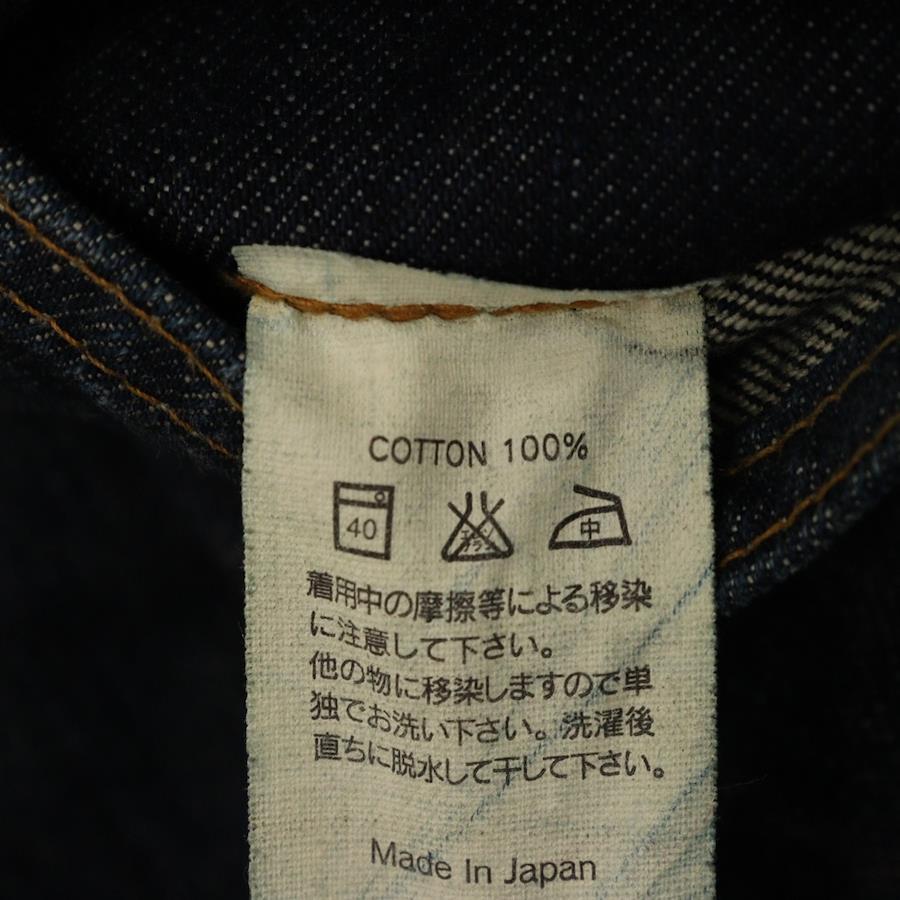 COTTON 100%
40 中
着用中の摩擦等による移染
に注意して下さい。
他の物に移染しますので単
独でお洗い下さい。洗濯後
直ちに脱水して干して下さい。
Made In Japan